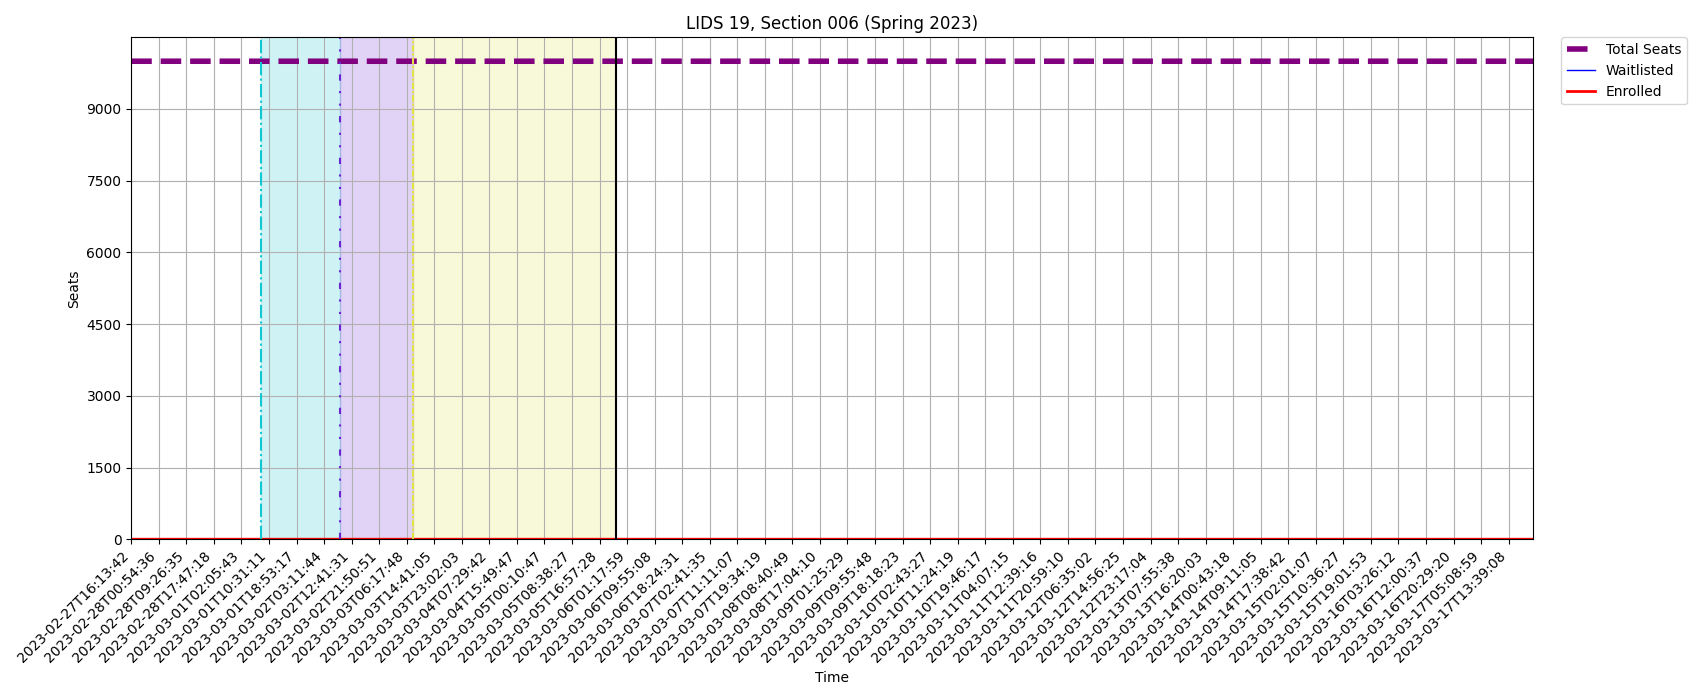 LIDS 19, Section 006 (Spring 2023)
Total Seats
Waitlisted
Enrolled
9000
7500
6000
4500
3000
1500
0
Seats
2023-02-27T16:13:42
2023-02-28T00:54:36
2023-02-28T09:26:35
2023-02-28T17:47:18
2023-03-01T02:05:43
2023-03-01T10:31:11
2023-03-01T18:53:17
2023-03-02T03:11:44
2023-03-02T12:41:31
2023-03-02T21:50:51
2023-03-03T06:17:48
2023-03-03T14:41:05
2023-03-03T23:02:03
2023-03-04T07:29:42
2023-03-04T15:49:47
2023-03-05T00:10:47
2023-03-05T08:38:27
2023-03-05T16:57:28
2023-03-06T01:17:59
2023-03-06T09:55:08
2023-03-06T18:24:31
2023-03-07T02:41:35
2023-03-07T11:11:07
2023-03-07T19:34:19
2023-03-08T08:40:49
2023-03-08T17:04:10
2023-03-09T01:25:29
2023-03-09T09:55:48
2023-03-09T18:18:23
2023-03-10T02:43:27
2023-03-10T11:24:19
2023-03-10T19:46:17
2023-03-11T04:07:15
2023-03-11T12:39:16
2023-03-11T20:59:10
2023-03-12T06:35:02
2023-03-12T14:56:25
2023-03-12T23:17:04
2023-03-13T07:55:38
2023-03-13T16:20:03
2023-03-14T00:43:18
2023-03-14T09:11:05
2023-03-14T17:38:42
2023-03-15T02:01:07
2023-03-15T10:36:27
2023-03-15T19:01:53
2023-03-16T03:26:12
2023-03-16T12:00:37
2023-03-16T20:29:20
2023-03-17T05:08:59
2023-03-17T13:39:08
Time